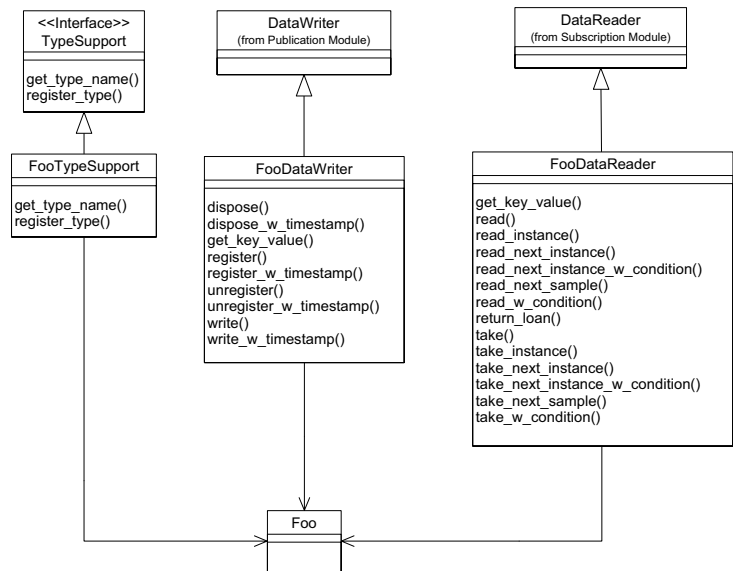 <<Interface>>
TypeSupport
get_type_name()
register_type()
DataWriter
(from Publication Module)
DataReader
(from Subscription Module)
FooTypeSupport
get_type_name()
register_type()
FooDataWriter
dispose()
dispose_w_timestamp()
get_key_value()
register()
register_w_timestamp()
unregister()
unregister_w_timestamp()
write()
write_w_timestamp()
FooDataReader
get_key_value()
read()
read_instance()
read_next_instance()
read_next_instance_w_condition()
read_next_sample()
read_w_condition()
return_loan()
take()
take_instance()
take_next_instance()
take_next_instance_w_condition()
take_next_sample()
take_w_condition()
Foo